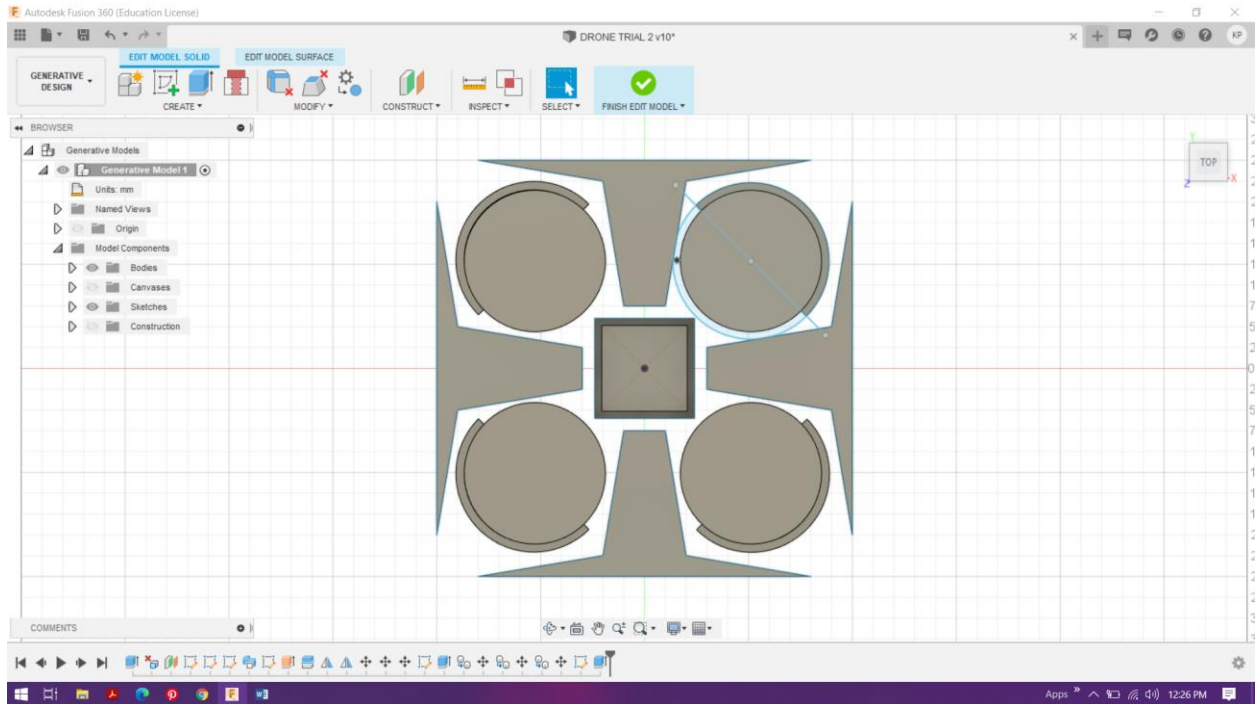 Autodesk Fusion 360 (Education License)
DRONE TRIAL 2 v10*
KP
EDIT MODEL SOLID EDIT MODEL SURFACE
GENERATIVE
DESIGN
CREATE MODIFY CONSTRUCT INSPECT SELECT FINISH EDIT MODEL
BROWSER
Generative Models
Generative Model 1
Units: mm
Named Views
Origin
Model Components
Bodies
Canvases
Sketches
Construction
TOP
Y
X
Z
COMMENTS
Apps
12:26 PM